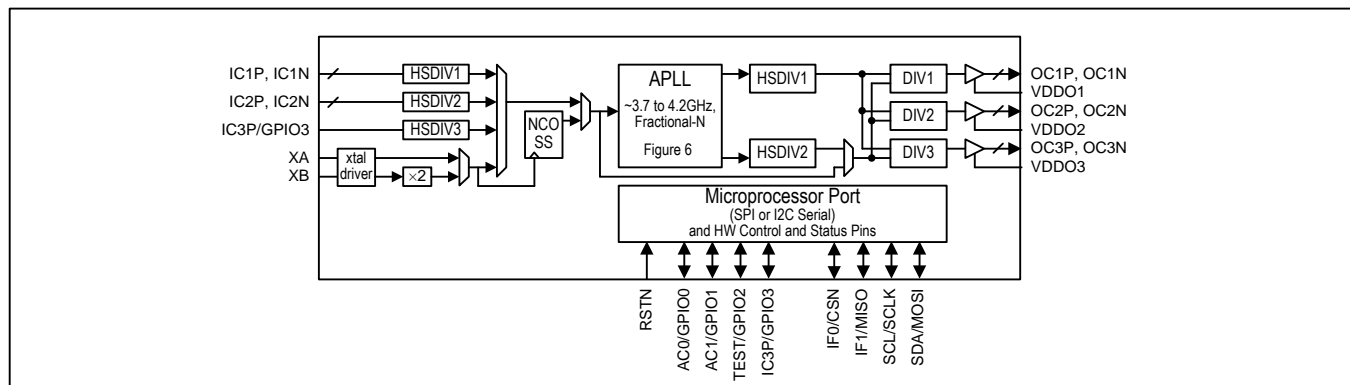 IC1P, IC1N
HSDIV1
IC2P, IC2N
HSDIV2
IC3P/GPIO3
HSDIV3
XA
XB
xtal
driver
×2
NCO
SS
APLL
~3.7 to 4.2GHz,
Fractional-N
Figure 6
HSDIV1
HSDIV2
DIV1
DIV2
DIV3
OC1P, OC1N
VDDO1
OC2P, OC2N
VDDO2
OC3P, OC3N
VDDO3
Microprocessor Port
(SPI or I2C Serial)
and HW Control and Status Pins
RSTN
AC0/GPIO0
AC1/GPIO1
TEST/GPIO2
IC3P/GPIO3
IF0/CSN
IF1/MISO
SCL/SCLK
SDA/MOSI